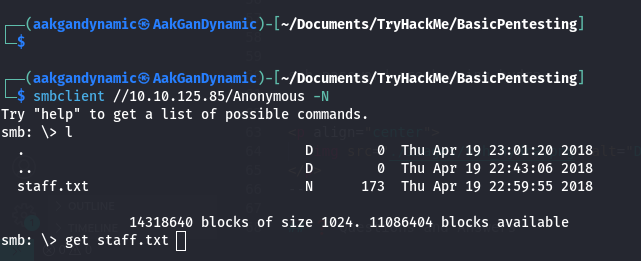 ┌──(aakgandynamic㉿AakGanDynamic)-[~/Documents/TryHackMe/BasicPentesting]
└─$
┌──(aakgandynamic㉿AakGanDynamic)-[~/Documents/TryHackMe/BasicPentesting]
└─$ smbclient //10.10.125.85/Anonymous -N
Try "help" to get a list of possible commands.
smb: \> l
  .                                   D        0  Thu Apr 19 23:01:20 2018
  ..                                  D        0  Thu Apr 19 22:43:06 2018
  staff.txt                           N      173  Thu Apr 19 22:59:55 2018
                14318640 blocks of size 1024. 11086404 blocks available
smb: \> get staff.txt